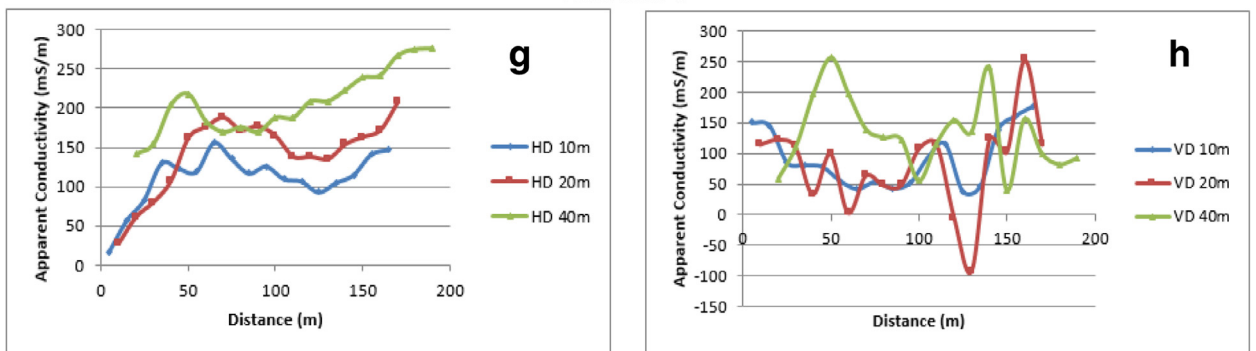 g
300
250
200
150
100
50
0
Apparent Conductivity (mS/m)
0 50 100 150 200
Distance (m)
HD 10m
HD 20m
HD 40m
h
300
250
200
150
100
50
0
-50
-100
-150
Apparent Conductivity (mS/m)
0 50 100 150 200
Distance (m)
VD 10m
VD 20m
VD 40m